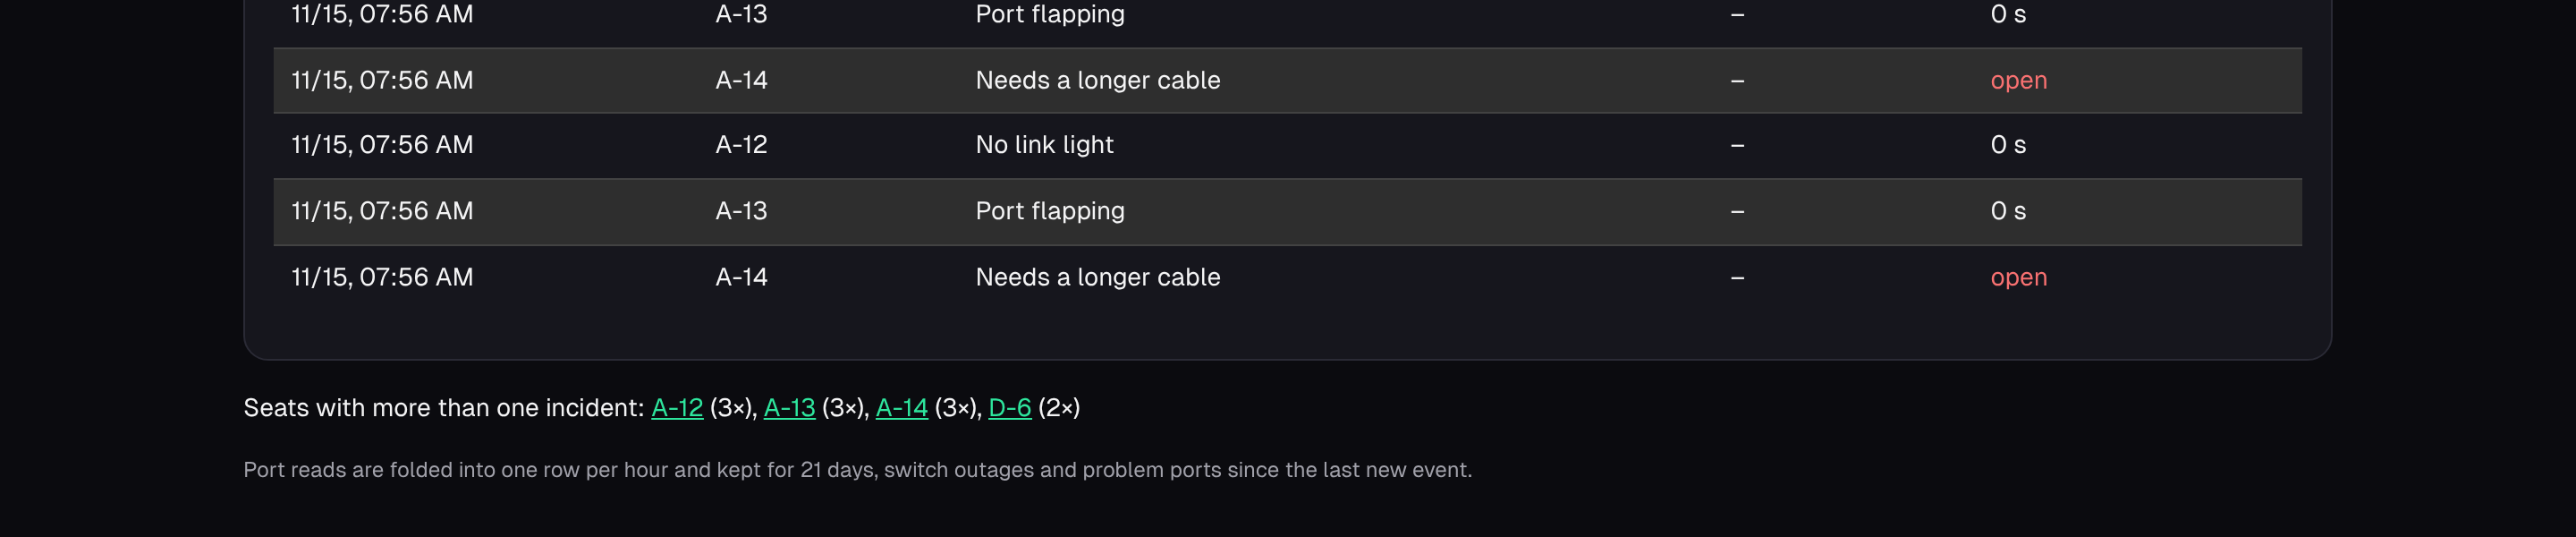 11/15, 07:56 AM A-13 Port flapping – 0 s
11/15, 07:56 AM A-14 Needs a longer cable – open
11/15, 07:56 AM A-12 No link light – 0 s
11/15, 07:56 AM A-13 Port flapping – 0 s
11/15, 07:56 AM A-14 Needs a longer cable – open
Seats with more than one incident: A-12 (3×), A-13 (3×), A-14 (3×), D-6 (2×)
Port reads are folded into one row per hour and kept for 21 days, switch outages and problem ports since the last new event.